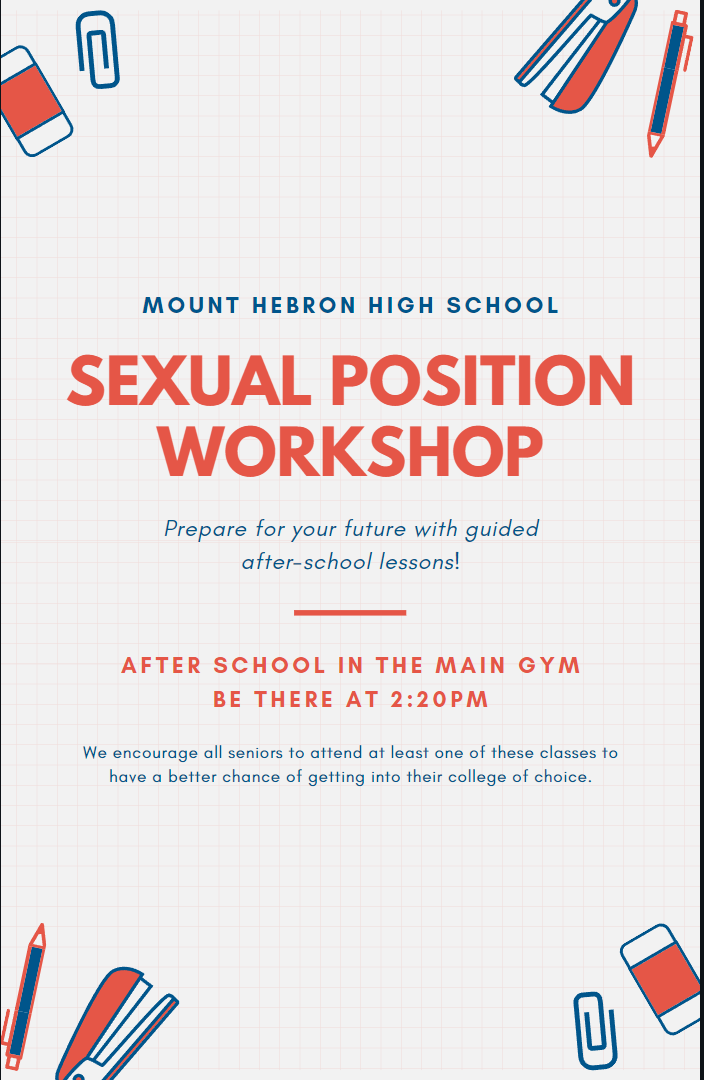 MOUNT HEBRON HIGH SCHOOL
SEXUAL POSITION
WORKSHOP
Prepare for your future with guided
after-school lessons!
AFTER SCHOOL IN THE MAIN GYM
BE THERE AT 2:20PM
We encourage all seniors to attend at least one of these classes to
have a better chance of getting into their college of choice.